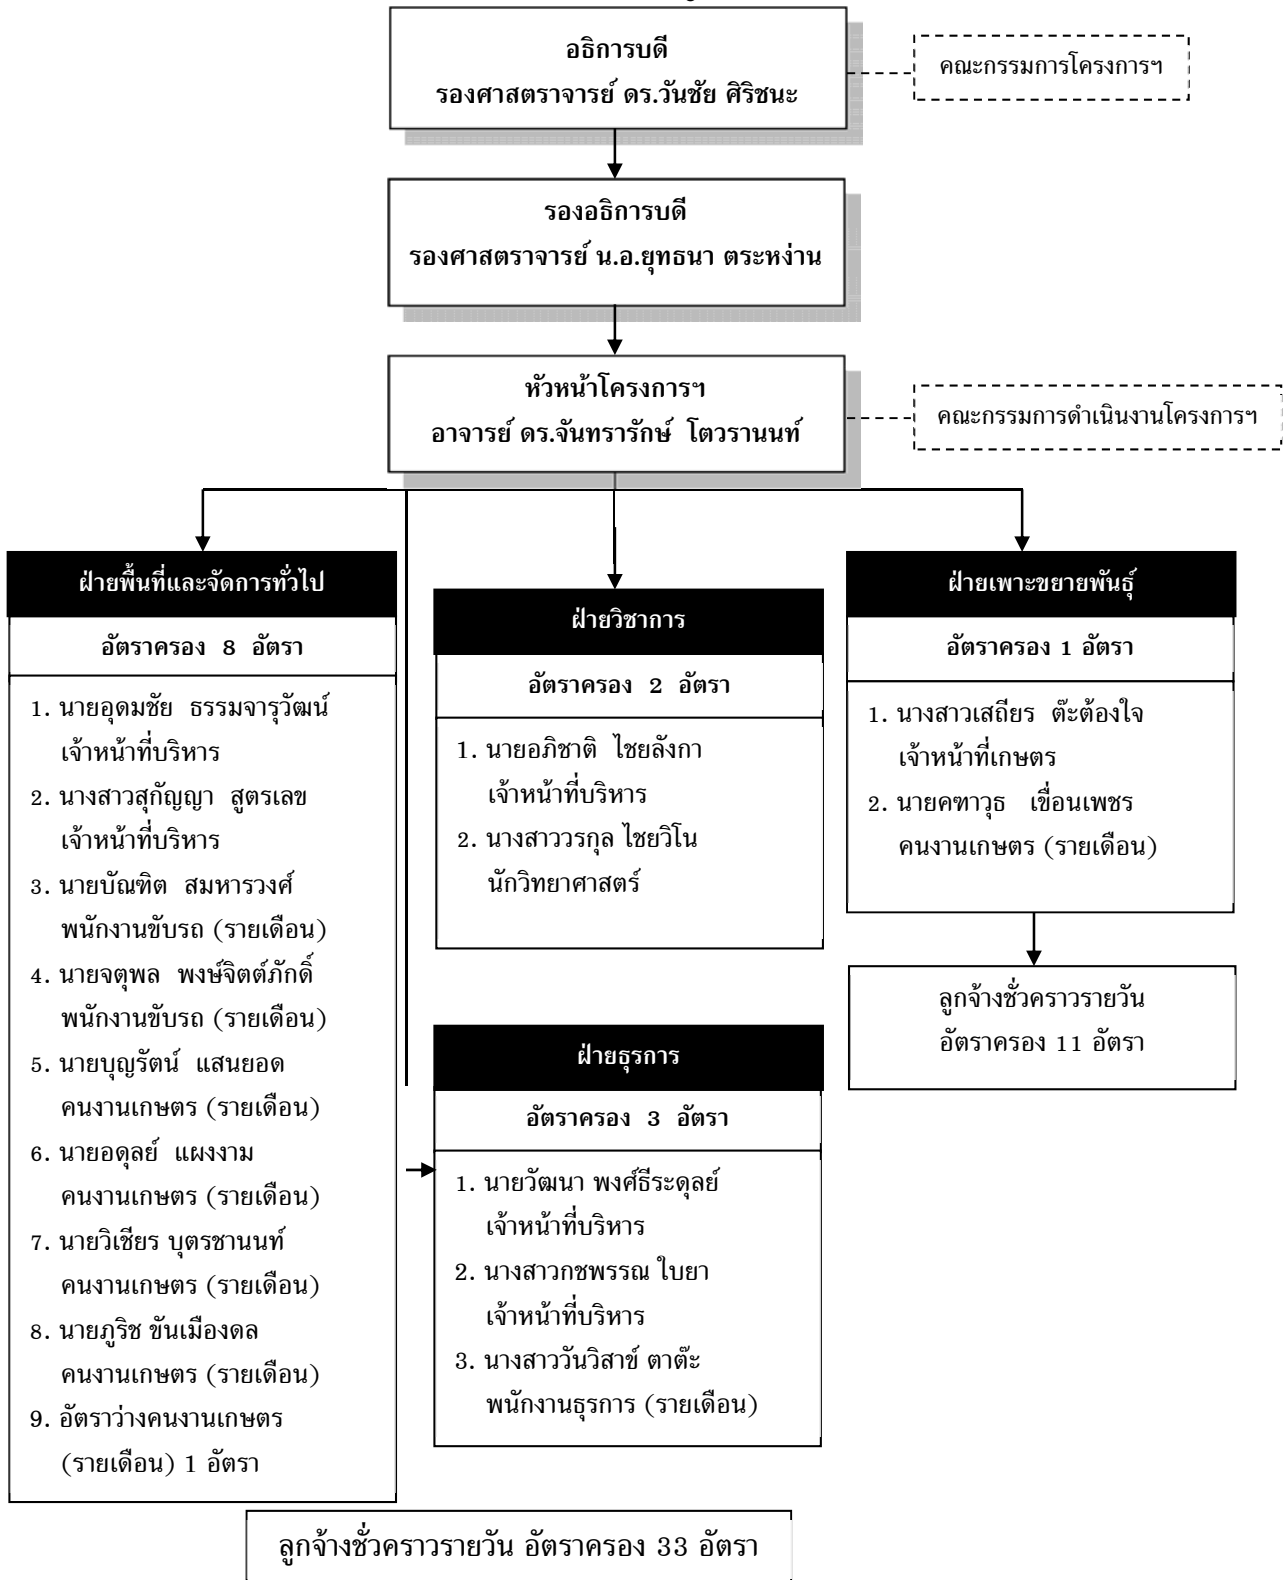 อธิการบดี
รองศาสตราจารย์ ดร.วันชัย ศิริชนะ
คณะกรรมการโครงการฯ
รองอธิการบดี
รองศาสตราจารย์ น.อ.ยุทธนา ตระหง่าน
หัวหน้าโครงการฯ
อาจารย์ ดร.จันทรารักษ์ โตวรานนท์
คณะกรรมการดำเนินงานโครงการฯ
ฝ่ายพื้นที่และจัดการทั่วไป
อัตราครอง 8 อัตรา
1. นายอุดมชัย ธรรมจารุวัฒน์
เจ้าหน้าที่บริหาร
2. นางสาวสุกัญญา สูตรเลข
เจ้าหน้าที่บริหาร
3. นายบัณฑิต สมหารวงศ์
พนักงานขับรถ (รายเดือน)
4. นายจตุพล พงษ์จิตต์ภักดิ์
พนักงานขับรถ (รายเดือน)
5. นายบุญรัตน์ แสนยอด
คนงานเกษตร (รายเดือน)
6. นายอดุลย์ แผงงาม
คนงานเกษตร (รายเดือน)
7. นายวิเชียร บุตรชานนท์
คนงานเกษตร (รายเดือน)
8. นายภูริช ขันเมืองดล
คนงานเกษตร (รายเดือน)
9. อัตราว่างคนงานเกษตร
(รายเดือน) 1 อัตรา
ฝ่ายวิชาการ
อัตราครอง 2 อัตรา
1. นายอภิชาติ ไชยลังกา
เจ้าหน้าที่บริหาร
2. นางสาววรกุล ไชยวิโน
นักวิทยาศาสตร์
ฝ่ายธุรการ
อัตราครอง 3 อัตรา
1. นายวัฒนา พงศ์ธีระดุลย์
เจ้าหน้าที่บริหาร
2. นางสาวกชพรรณ ใบยา
เจ้าหน้าที่บริหาร
3. นางสาววันวิสาข์ ตาต๊ะ
พนักงานธุรการ (รายเดือน)
ฝ่ายเพาะขยายพันธุ์
อัตราครอง 1 อัตรา
1. นางสาวเสถียร ต๊ะต้องใจ
เจ้าหน้าที่เกษตร
2. นายคฑาวุธ เขื่อนเพชร
คนงานเกษตร (รายเดือน)
ลูกจ้างชั่วคราวรายวัน
อัตราครอง 11 อัตรา
ลูกจ้างชั่วคราวรายวัน อัตราครอง 33 อัตรา